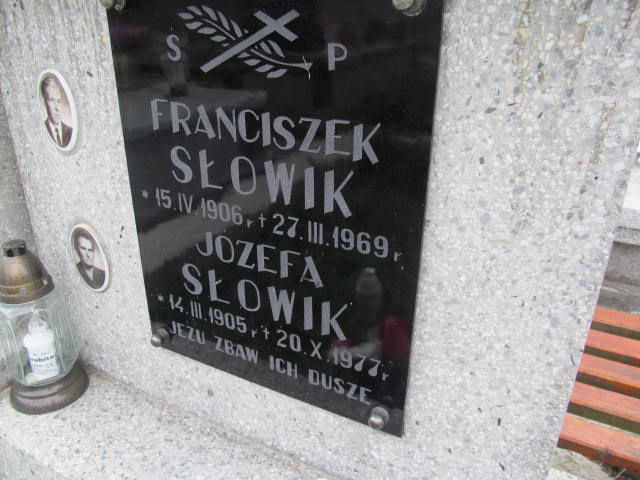 Ś P
FRANCISZEK
SŁOWIK
* 15.IV.1906 r + 27.III.1969 r
JÓZEFA
SŁOWIK
* 14.III.1905 r + 20.X.1977 r
JEZU ZBAW ICH DUSZE